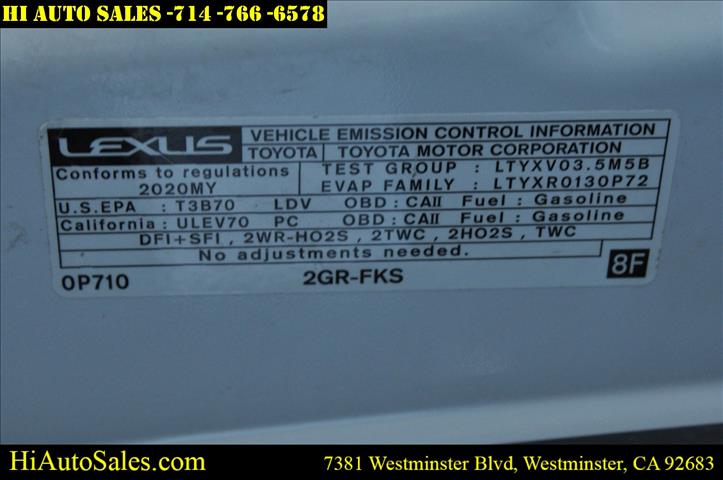 HI AUTO SALES -714 -766 -6578
LEXUS VEHICLE EMISSION CONTROL INFORMATION
TOYOTA TOYOTA MOTOR CORPORATION
Conforms to regulations
2020MY
TEST GROUP : LTYXV03.5M5B
EVAP FAMILY : LTYXR0130P72
U.S.EPA : T3B70 LDV OBD : CAII Fuel : Gasoline
California : ULEV70 PC OBD : CAII Fuel : Gasoline
DFI+SFI , 2WR-HO2S , 2TWC , 2HO2S , TWC
No adjustments needed.
0P710 2GR-FKS 8F
HiAutoSales.com 7381 Westminster Blvd, Westminster, CA 92683